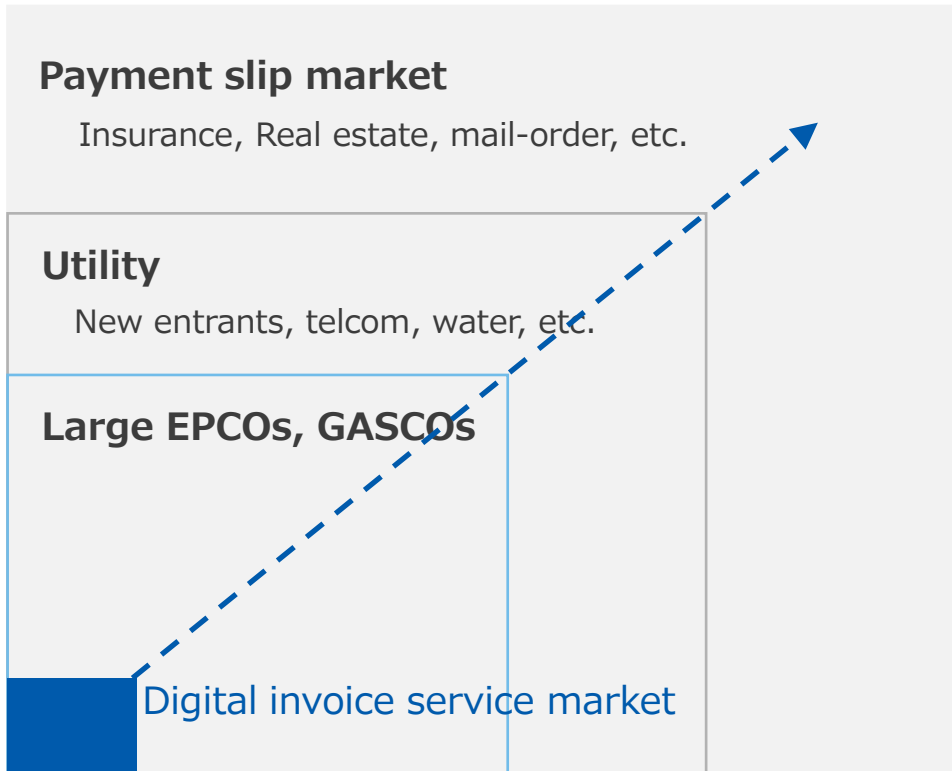 Payment slip market
Insurance, Real estate, mail-order, etc.
Utility
New entrants, telcom, water, etc.
Large EPCOs, GASCOs
Digital invoice service market